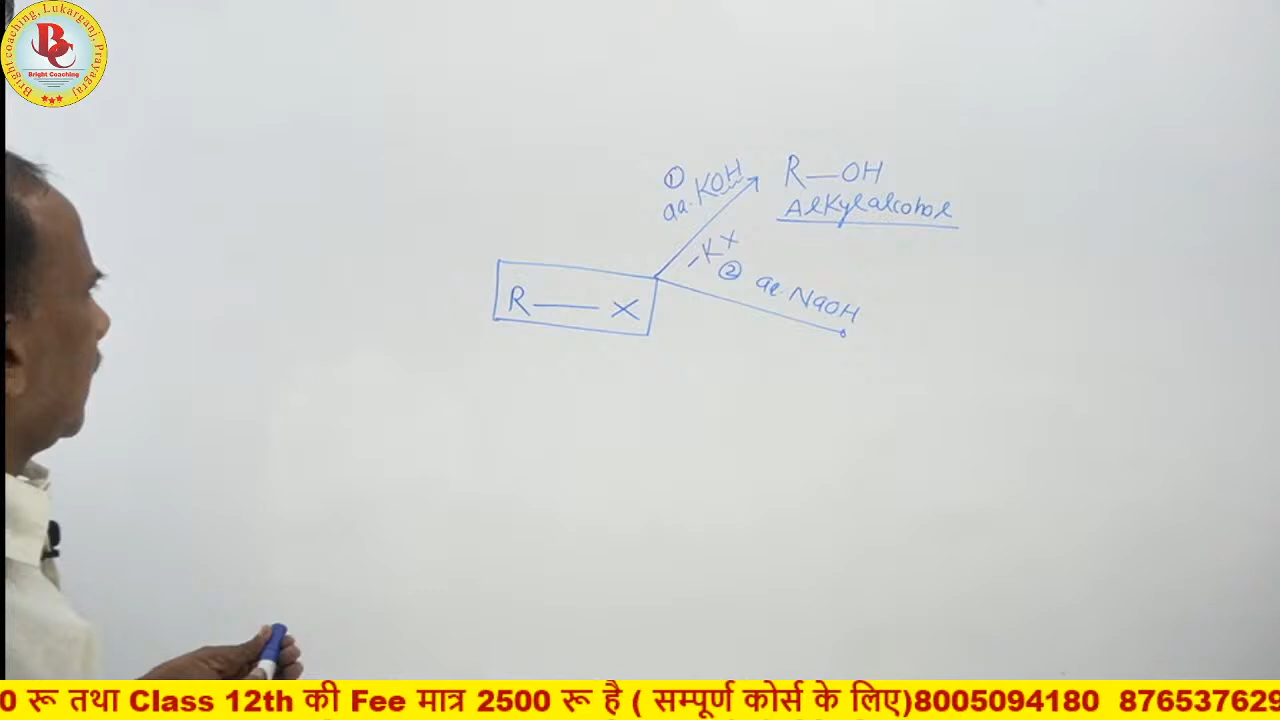 Bright coaching, Lukarganj, Prayagraj
BC
Bright Coaching
① aq. KOH
R—OH
Alkyl alcohol
-KX
② aq. NaOH
R—X
0 रू तथा Class 12th की Fee मात्र 2500 रू है ( सम्पूर्ण कोर्स के लिए)8005094180 876537629